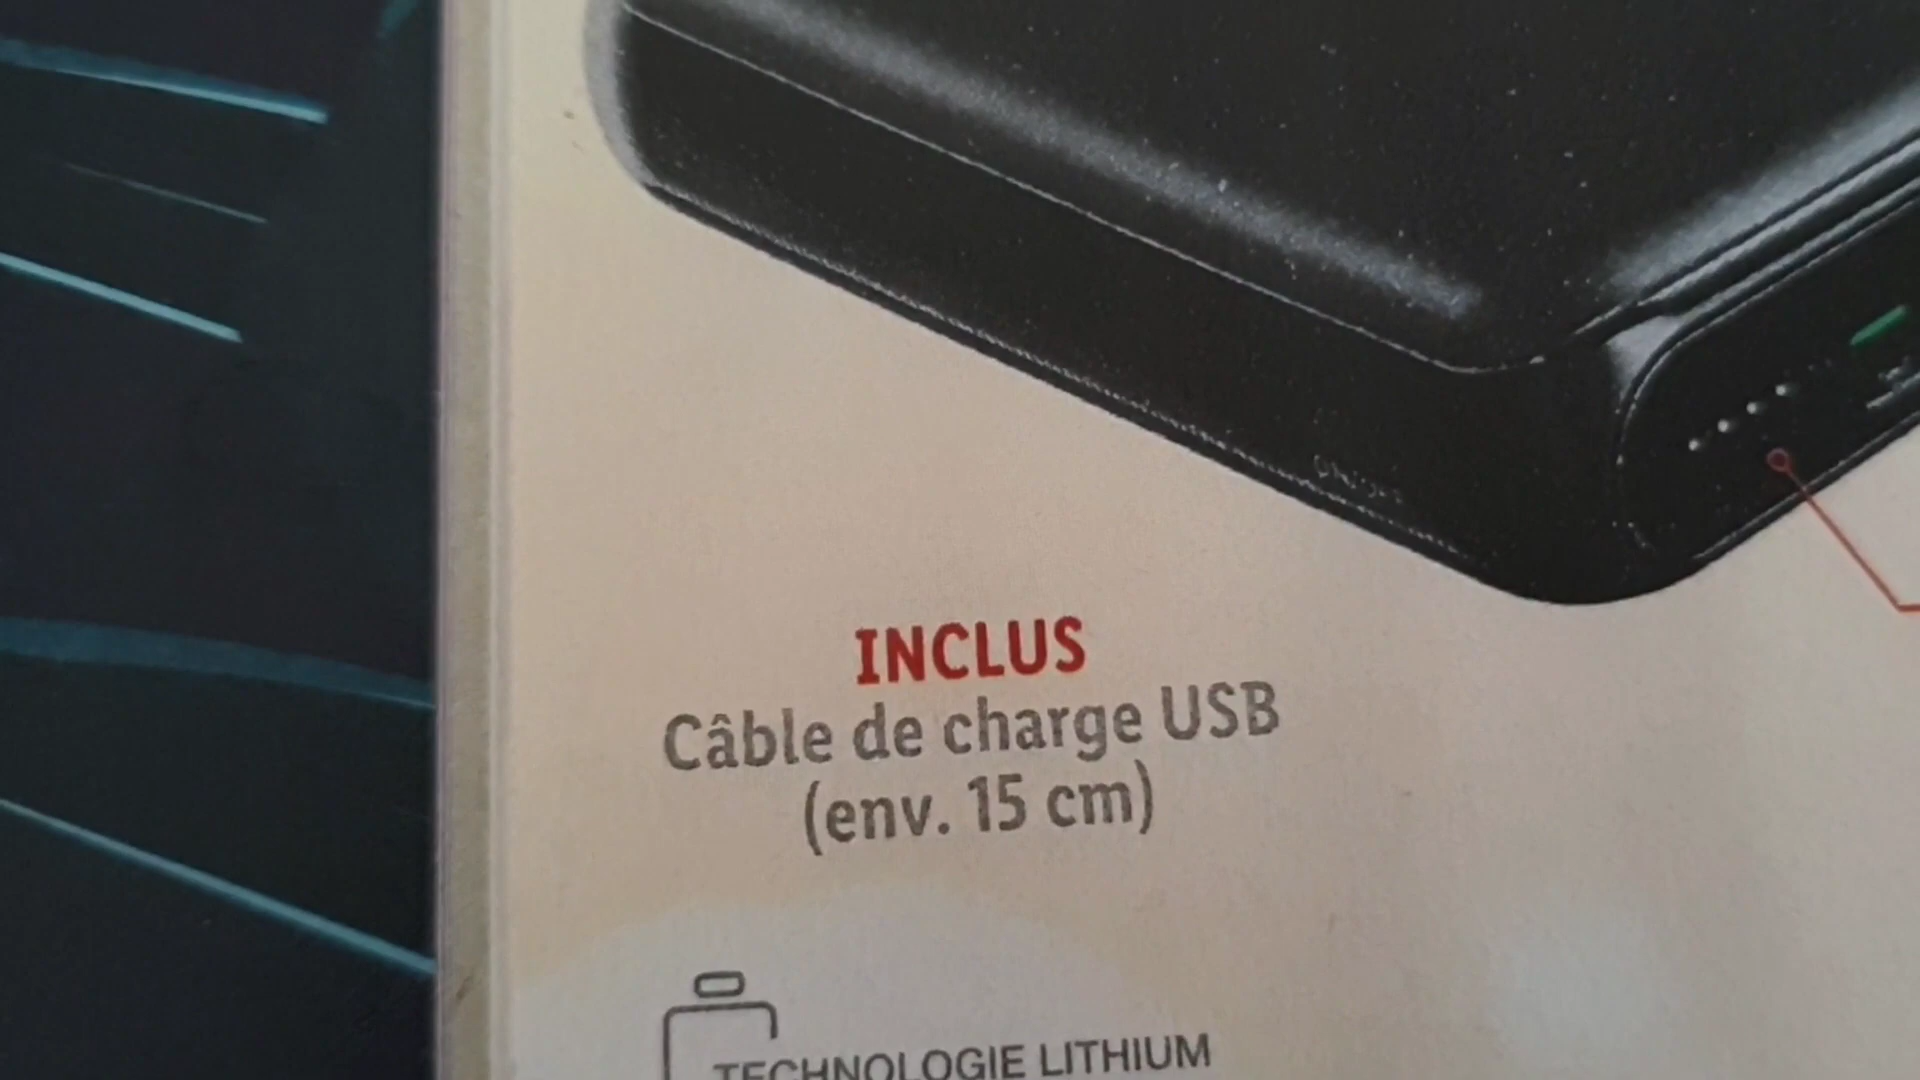 INCLUS
Câble de charge USB
(env. 15 cm)
TECHNOLOGIE LITHIUM